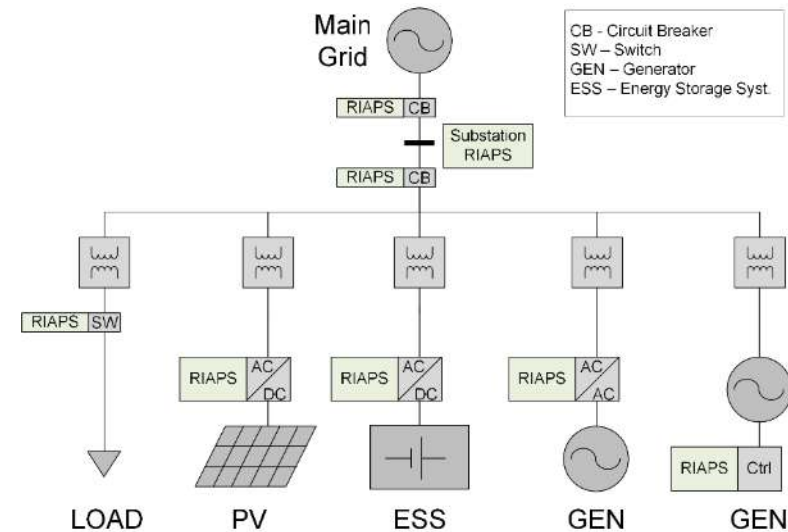 Main
Grid
CB - Circuit Breaker
SW – Switch
GEN – Generator
ESS – Energy Storage Syst.
RIAPS CB
Substation
RIAPS
RIAPS CB
RIAPS SW
RIAPS AC
DC
RIAPS AC
DC
RIAPS AC
AC
RIAPS Ctrl
LOAD PV ESS GEN GEN